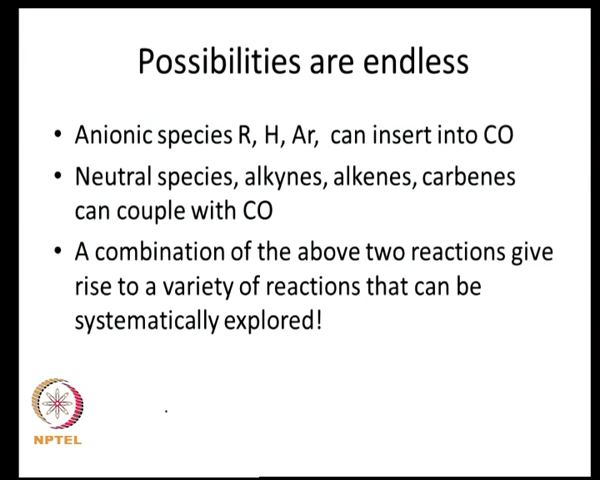 Possibilities are endless
• Anionic species R, H, Ar, can insert into CO
• Neutral species, alkynes, alkenes, carbenes
can couple with CO
• A combination of the above two reactions give
rise to a variety of reactions that can be
systematically explored!
NPTEL